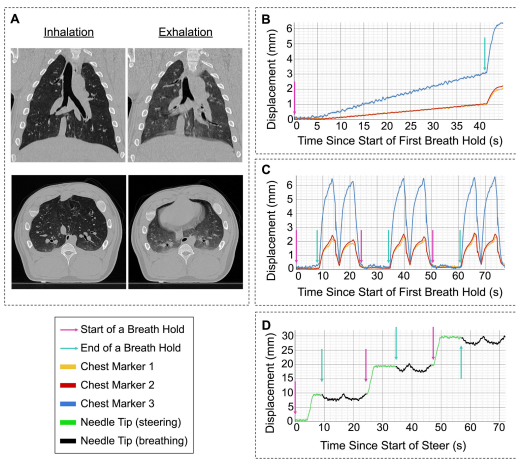 A
Inhalation
Exhalation
Start of a Breath Hold
End of a Breath Hold
Chest Marker 1
Chest Marker 2
Chest Marker 3
Needle Tip (steering)
Needle Tip (breathing)
B
Displacement (mm)
6
5
4
3
2
1
0
0 5 10 15 20 25 30 35 40
Time Since Start of First Breath Hold (s)
C
Displacement (mm)
6
5
4
3
2
1
0
0 10 20 30 40 50 60 70
Time Since Start of First Breath Hold (s)
D
Displacement (mm)
30
25
20
15
10
5
0
0 10 20 30 40 50 60 70
Time Since Start of Steer (s)